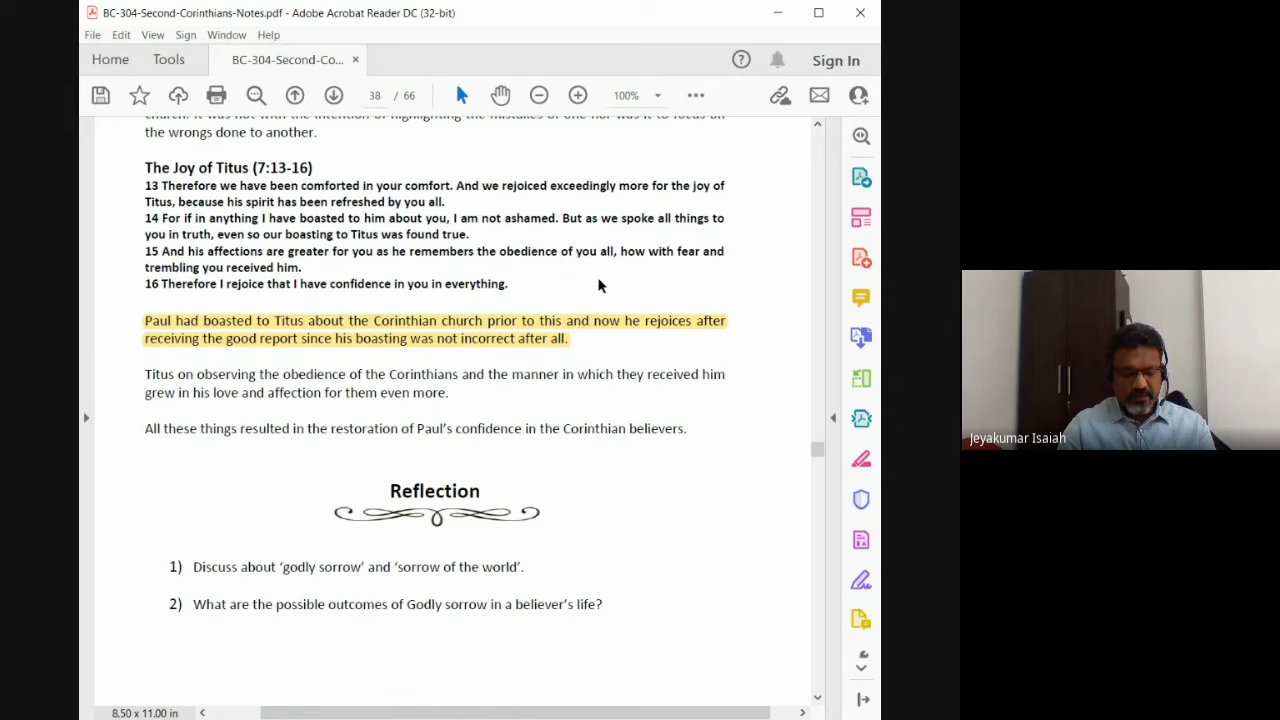 BC-304-Second-Corinthians-Notes.pdf - Adobe Acrobat Reader DC (32-bit)
File Edit View Sign Window Help
Home Tools BC-304-Second-Co... × Sign In
38 / 66 100%
the wrongs done to another.
The Joy of Titus (7:13-16)
13 Therefore we have been comforted in your comfort. And we rejoiced exceedingly more for the joy of
Titus, because his spirit has been refreshed by you all.
14 For if in anything I have boasted to him about you, I am not ashamed. But as we spoke all things to
you in truth, even so our boasting to Titus was found true.
15 And his affections are greater for you as he remembers the obedience of you all, how with fear and
trembling you received him.
16 Therefore I rejoice that I have confidence in you in everything.
Paul had boasted to Titus about the Corinthian church prior to this and now he rejoices after
receiving the good report since his boasting was not incorrect after all.
Titus on observing the obedience of the Corinthians and the manner in which they received him
grew in his love and affection for them even more.
All these things resulted in the restoration of Paul's confidence in the Corinthian believers.
Reflection
1) Discuss about 'godly sorrow' and 'sorrow of the world'.
2) What are the possible outcomes of Godly sorrow in a believer's life?
8.50 x 11.00 in
Jeyakumar Isaiah